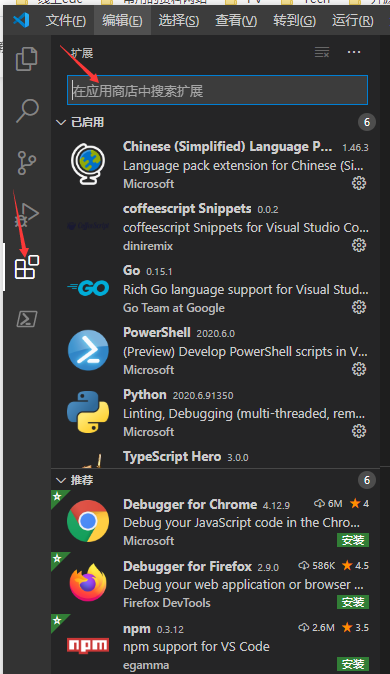 文件(F) 编辑(E) 选择(S) 查看(V) 转到(G) 运行(R)
扩展
在应用商店中搜索扩展
已启用 6
Chinese (Simplified) Language P... 1.46.3
Language pack extension for Chinese (Si...
Microsoft
coffeescript Snippets 0.0.2
coffeescript Snippets for Visual Studio Co...
diniremix
Go 0.15.1
GO
Rich Go language support for Visual Stud...
Go Team at Google
PowerShell 2020.6.0
(Preview) Develop PowerShell scripts in V...
Microsoft
Python 2020.6.91350
Linting, Debugging (multi-threaded, rem...
Microsoft
TypeScript Hero 3.0.0
推荐 6
Debugger for Chrome 4.12.9 6M 4
Debug your JavaScript code in the Chro...
Microsoft 安装
Debugger for Firefox 2.9.0 586K 4.5
Debug your web application or browser ...
Firefox DevTools 安装
npm 0.3.12 2.6M 3.5
npm
npm support for VS Code
egamma 安装